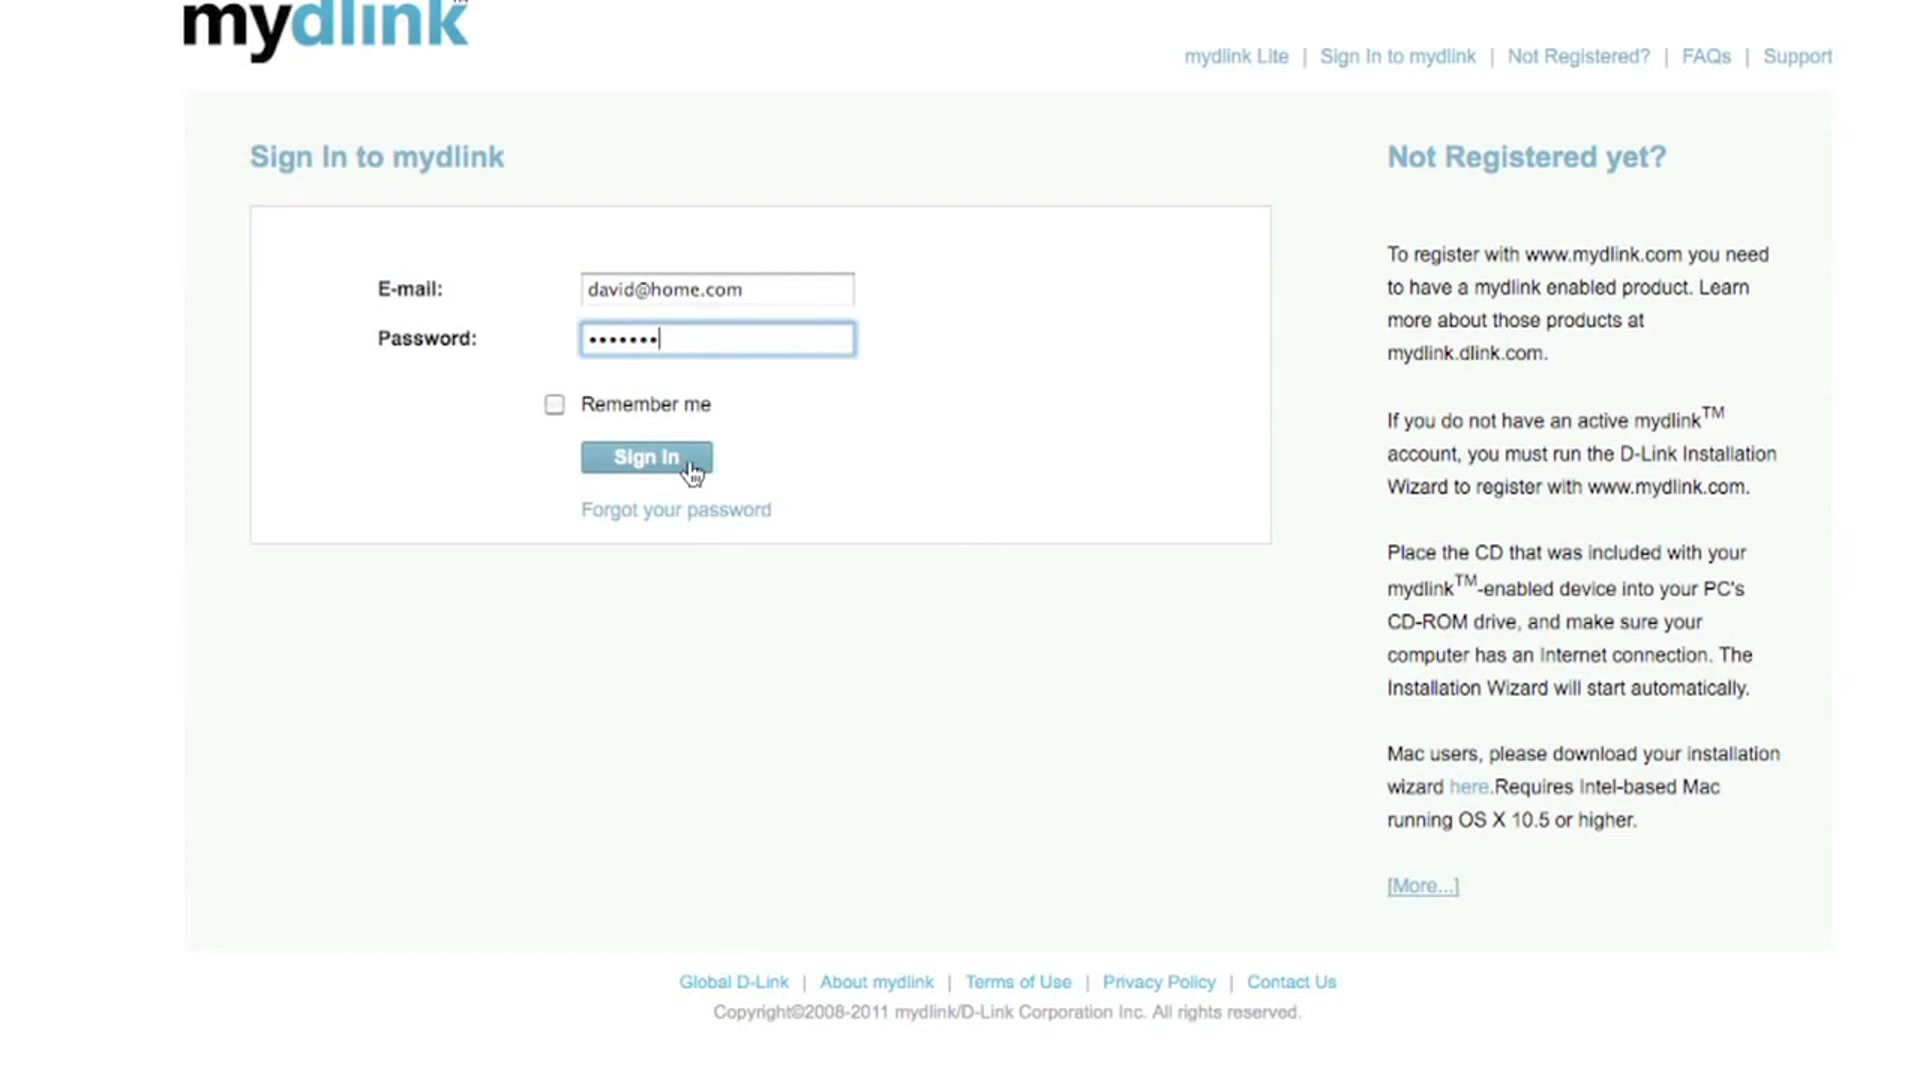 mydlink
mydlink Lite | Sign In to mydlink | Not Registered? | FAQs | Support
Sign In to mydlink
E-mail: david@home.com
Password: •••••••
Remember me
Sign In
Forgot your password
Not Registered yet?
To register with www.mydlink.com you need
to have a mydlink enabled product. Learn
more about those products at
mydlink.dlink.com.
If you do not have an active mydlink™
account, you must run the D-Link Installation
Wizard to register with www.mydlink.com.
Place the CD that was included with your
mydlink™-enabled device into your PC's
CD-ROM drive, and make sure your
computer has an Internet connection. The
Installation Wizard will start automatically.
Mac users, please download your installation
wizard here.Requires Intel-based Mac
running OS X 10.5 or higher.
[More...]
Global D-Link | About mydlink | Terms of Use | Privacy Policy | Contact Us
Copyright©2008-2011 mydlink/D-Link Corporation Inc. All rights reserved.